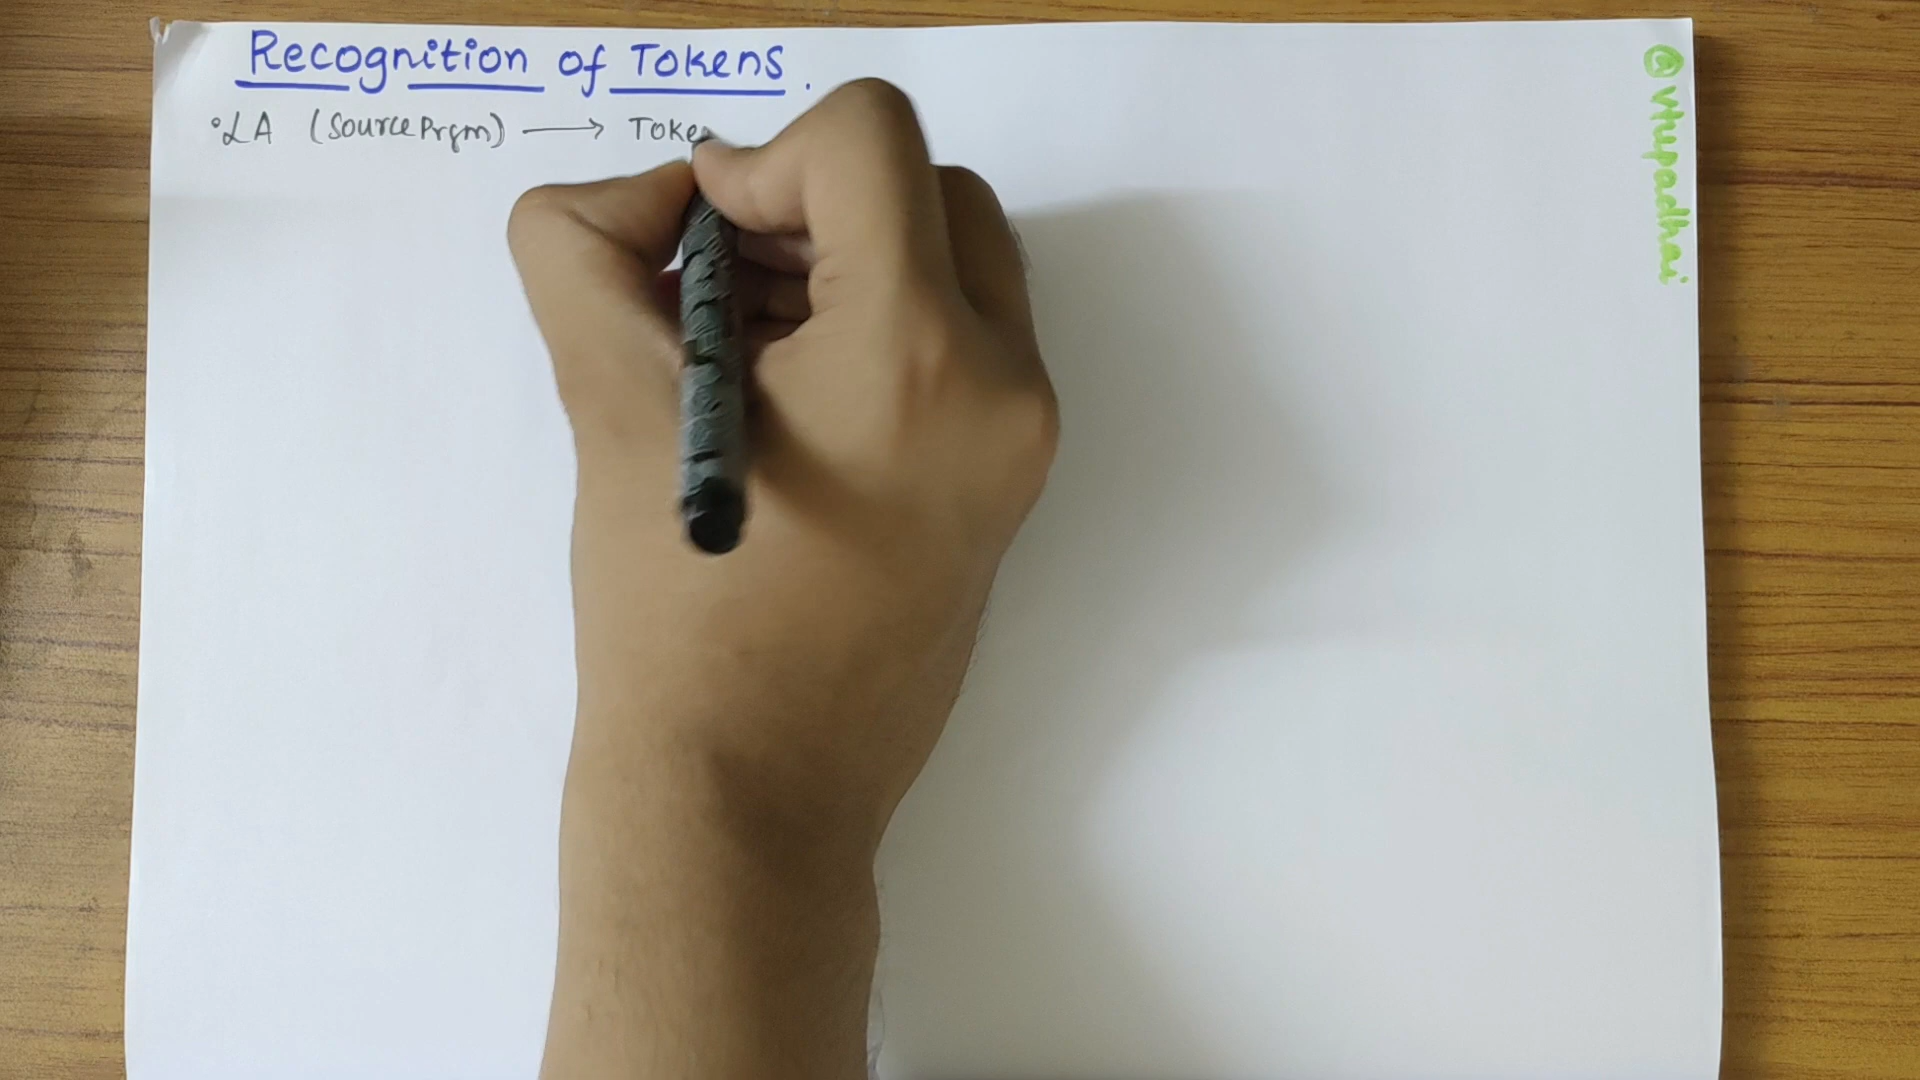 Recognition of Tokens.
°LA (Source Prgm) → Toke
@vtupadhai